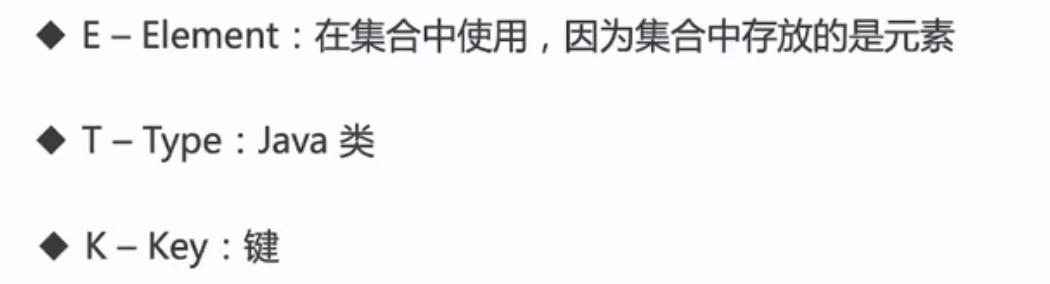 ◆ E – Element：在集合中使用，因为集合中存放的是元素
◆ T – Type：Java 类
◆ K – Key：键